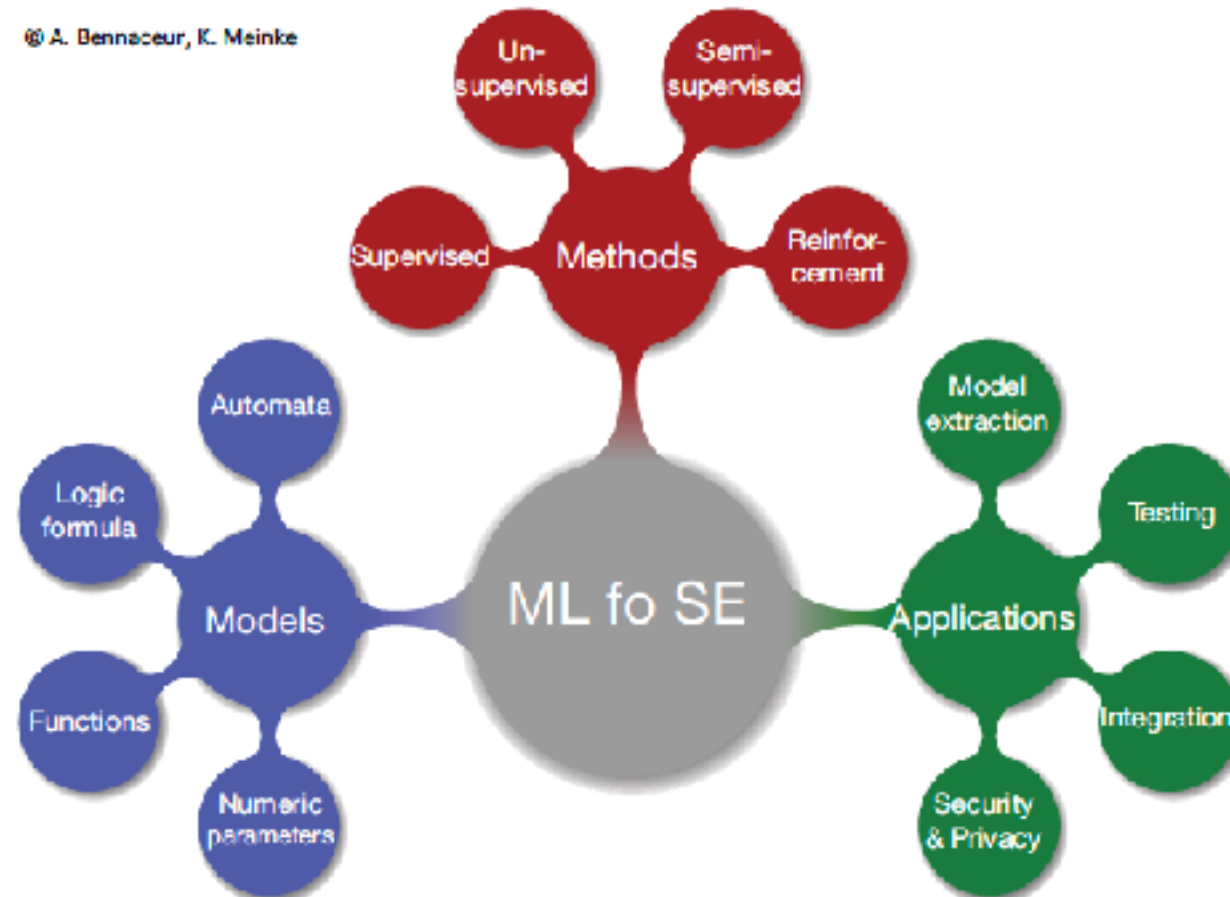 © A. Bennaceur, K. Meinke
Un-
supervised
Semi-
supervised
Supervised
Methods
Reinfor-
cement
Automata
Logic
formula
Models
Functions
Numeric
parameters
ML fo SE
Model
extraction
Testing
Applications
Integration
Security
& Privacy